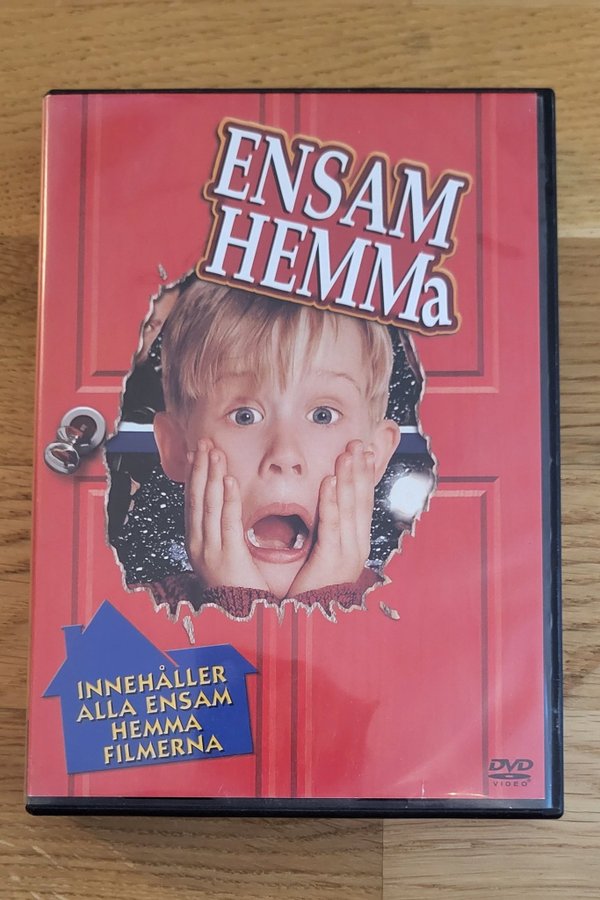 ENSAM
HEMMa
INNEHÅLLER
ALLA ENSAM
HEMMA
FILMERNA
DVD
VIDEO